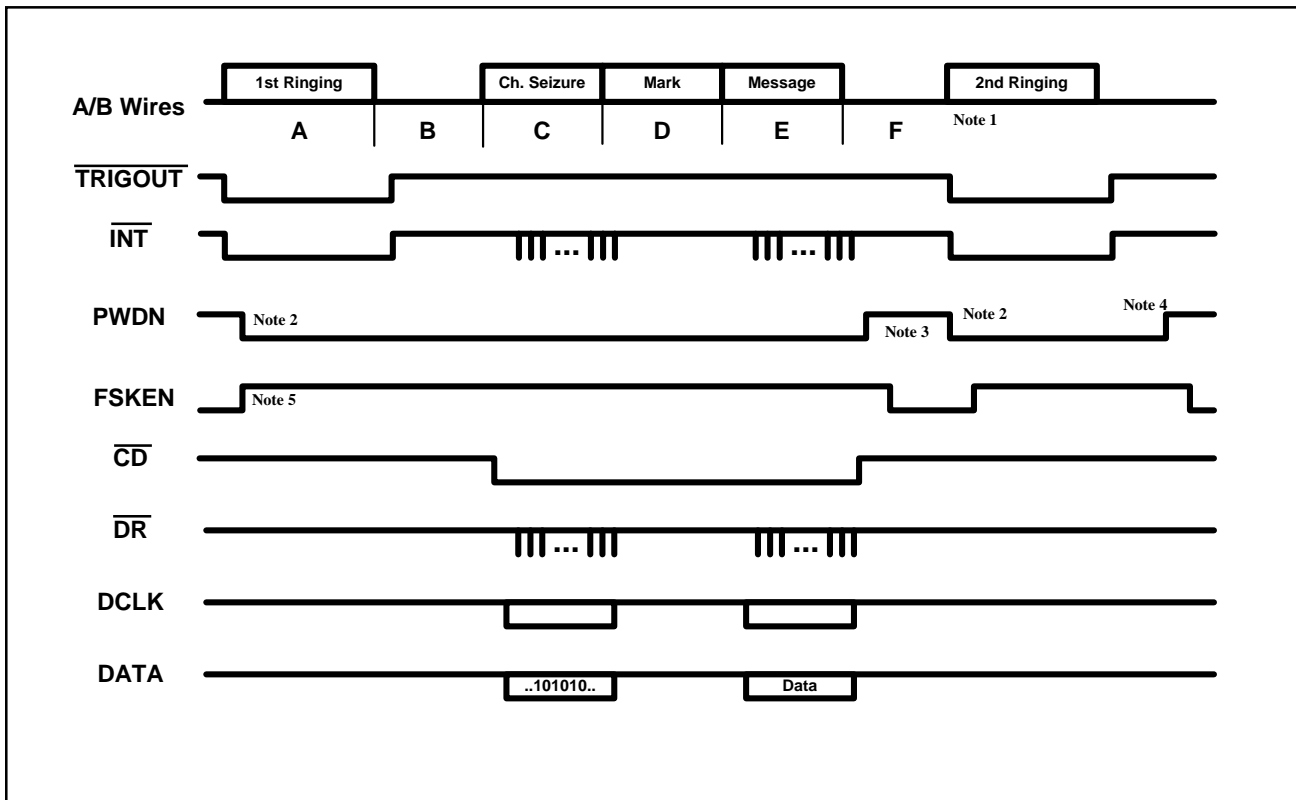 1st Ringing Ch. Seizure Mark Message 2nd Ringing
A/B Wires
A B C D E F Note 1
TRIGOUT
INT ... ...
PWDN Note 2 Note 3 Note 2 Note 4
FSKEN Note 5
CD
DR ... ...
DCLK
DATA ..101010.. Data